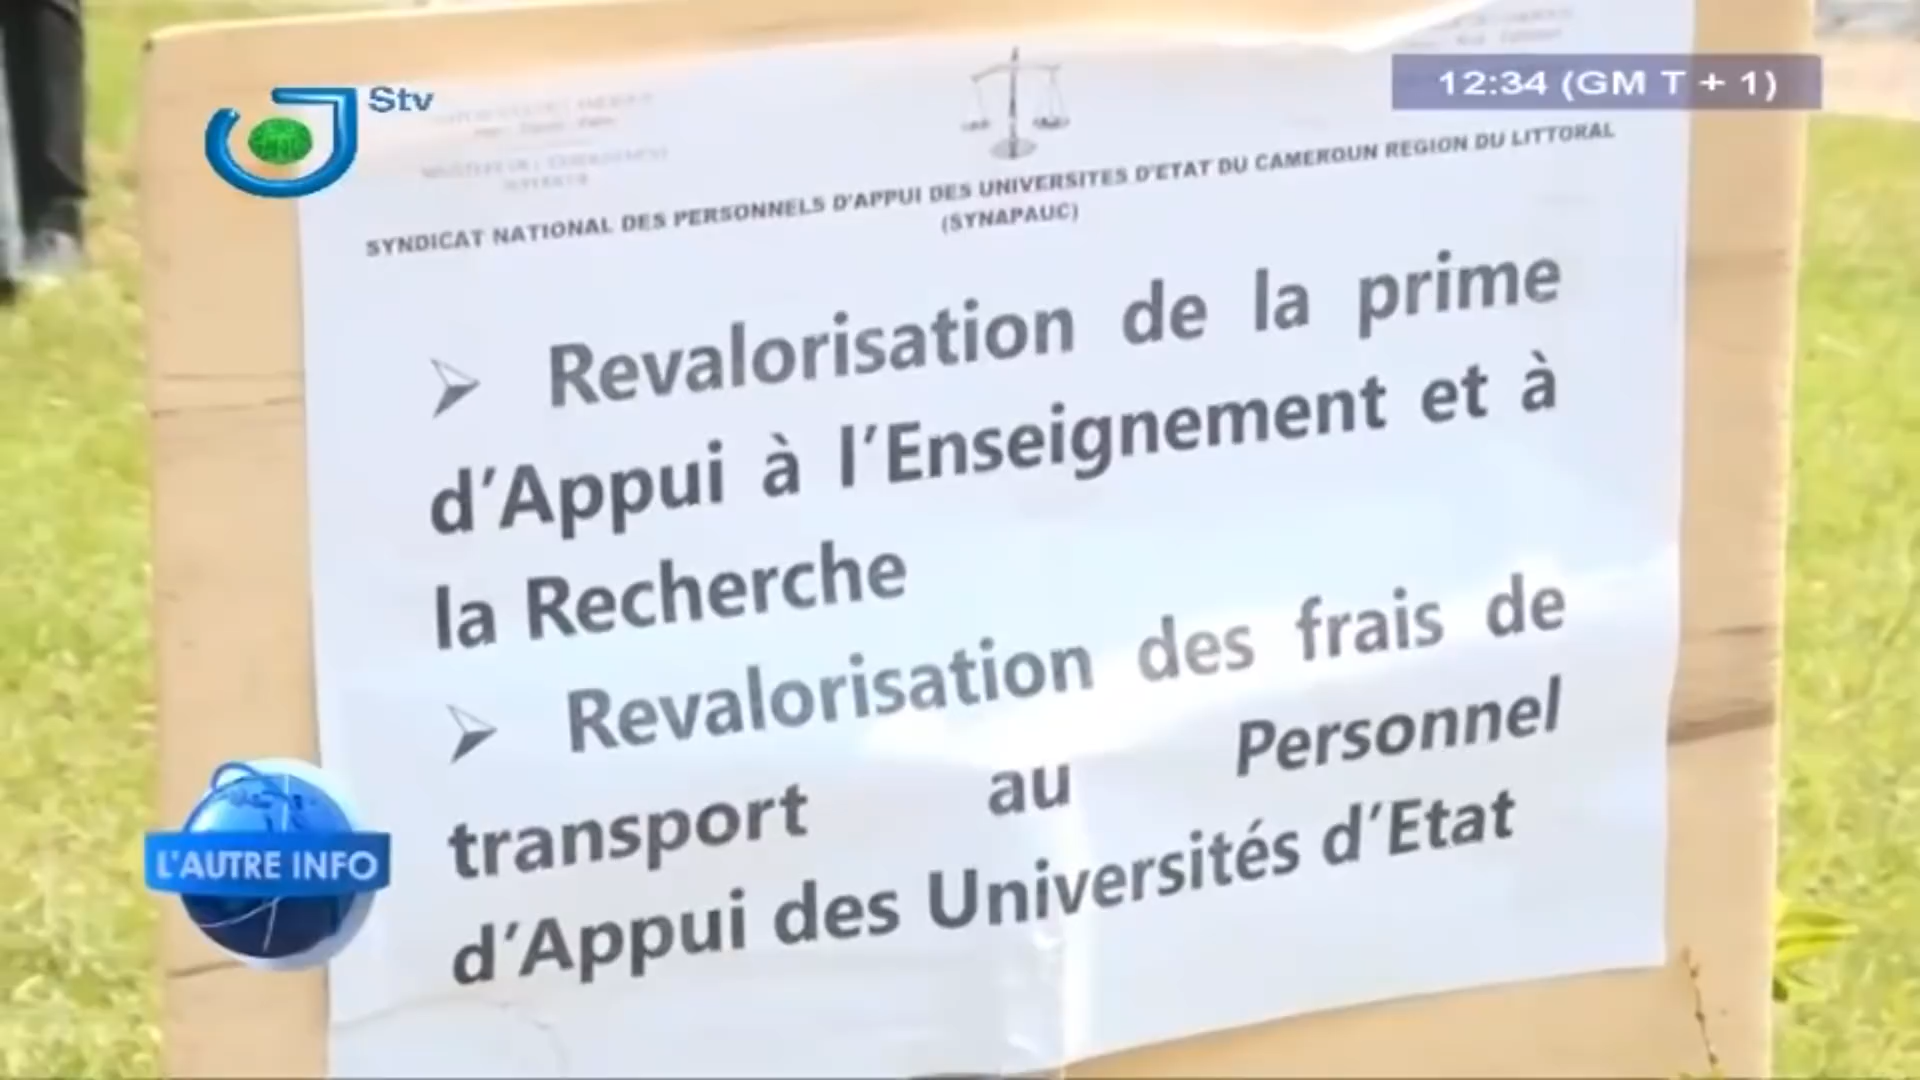 Stv
12:34 (GM T + 1)
SYNDICAT NATIONAL DES PERSONNELS D'APPUI DES UNIVERSITES D'ETAT DU CAMEROUN REGION DU LITTORAL
(SYNAPAUC)
➢ Revalorisation de la prime
d'Appui à l'Enseignement et à
la Recherche
➢ Revalorisation des frais de
transport au Personnel
d'Appui des Universités d'Etat
L'AUTRE INFO